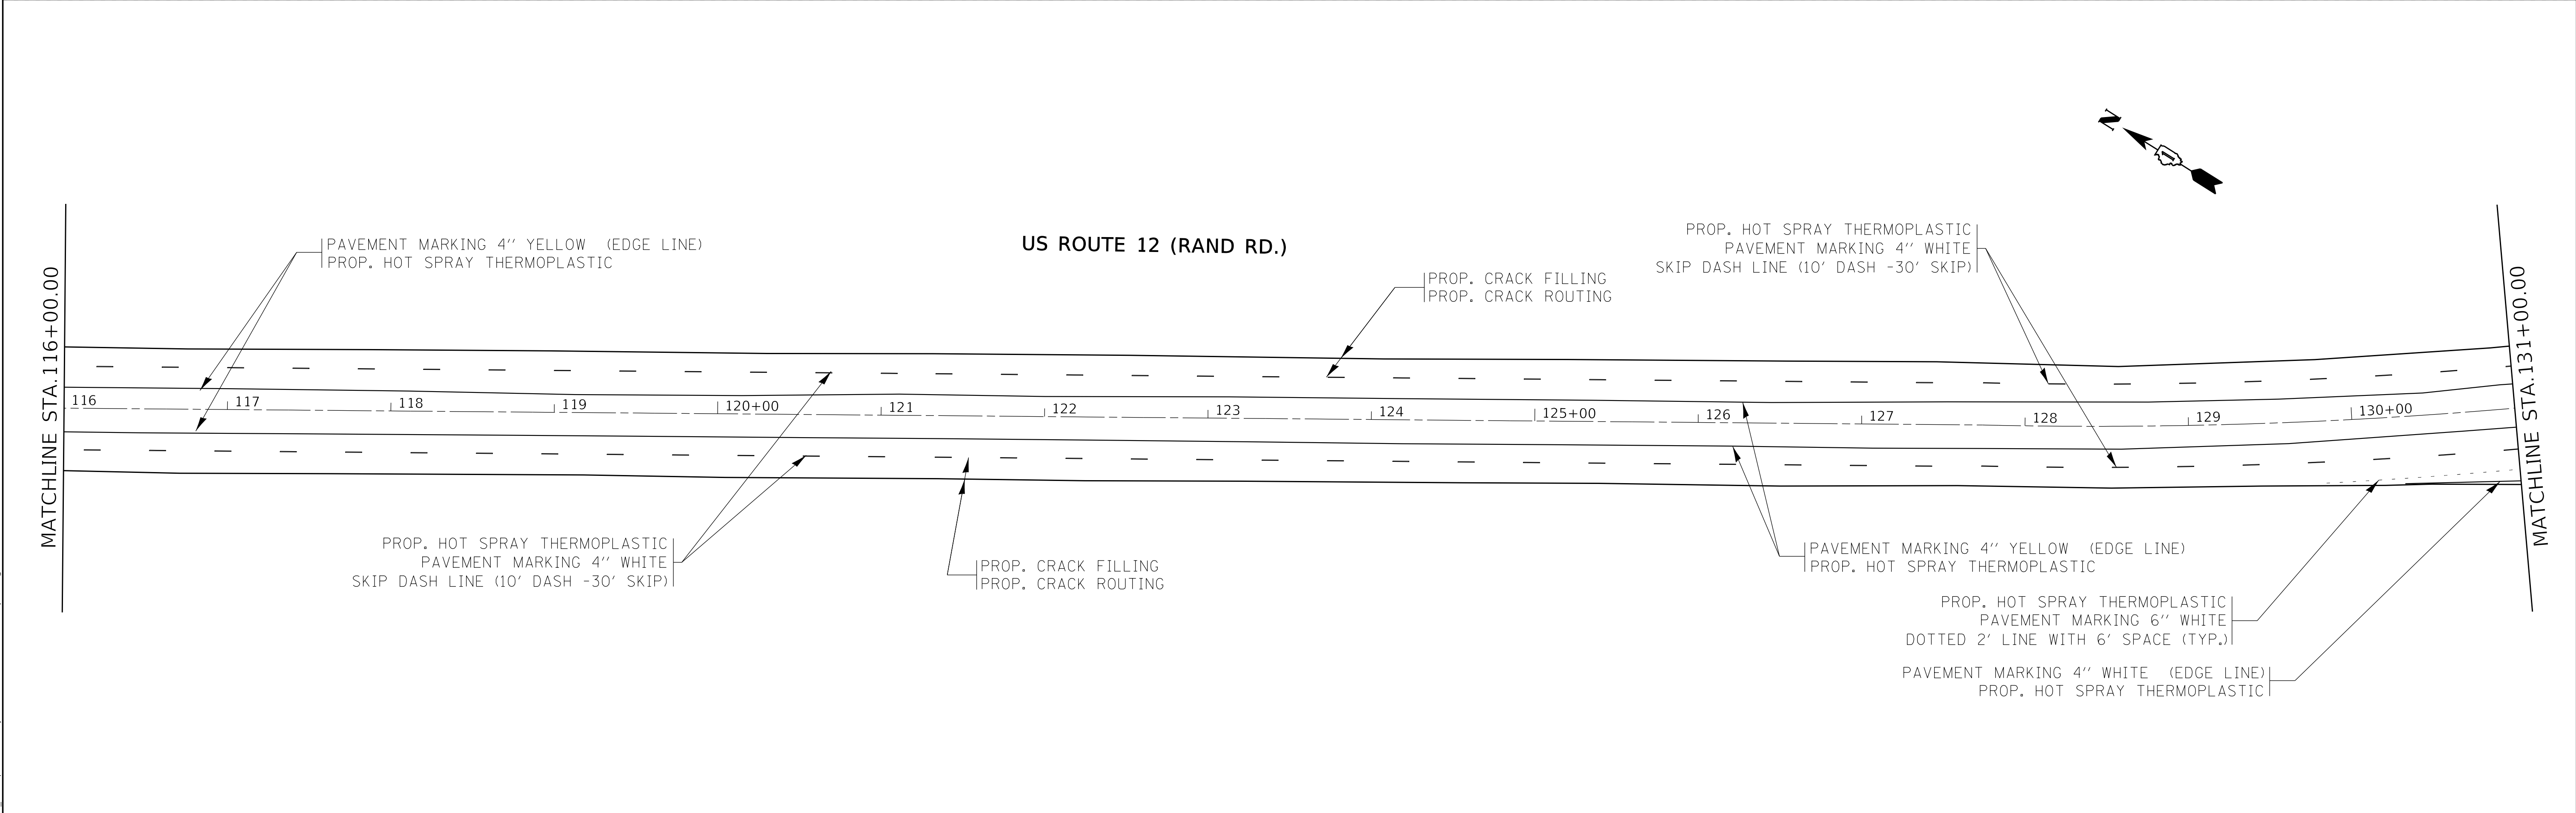 N
US ROUTE 12 (RAND RD.)
MATCHLINE STA.116+00.00
MATCHLINE STA.131+00.00
PAVEMENT MARKING 4'' YELLOW (EDGE LINE)
PROP. HOT SPRAY THERMOPLASTIC
PROP. CRACK FILLING
PROP. CRACK ROUTING
PROP. HOT SPRAY THERMOPLASTIC
PAVEMENT MARKING 4'' WHITE
SKIP DASH LINE (10' DASH -30' SKIP)
116
117
118
119
120+00
121
122
123
124
125+00
126
127
128
129
130+00
PROP. HOT SPRAY THERMOPLASTIC
PAVEMENT MARKING 4'' WHITE
SKIP DASH LINE (10' DASH -30' SKIP)
PROP. CRACK FILLING
PROP. CRACK ROUTING
PAVEMENT MARKING 4'' YELLOW (EDGE LINE)
PROP. HOT SPRAY THERMOPLASTIC
PROP. HOT SPRAY THERMOPLASTIC
PAVEMENT MARKING 6'' WHITE
DOTTED 2' LINE WITH 6' SPACE (TYP.)
PAVEMENT MARKING 4'' WHITE (EDGE LINE)
PROP. HOT SPRAY THERMOPLASTIC